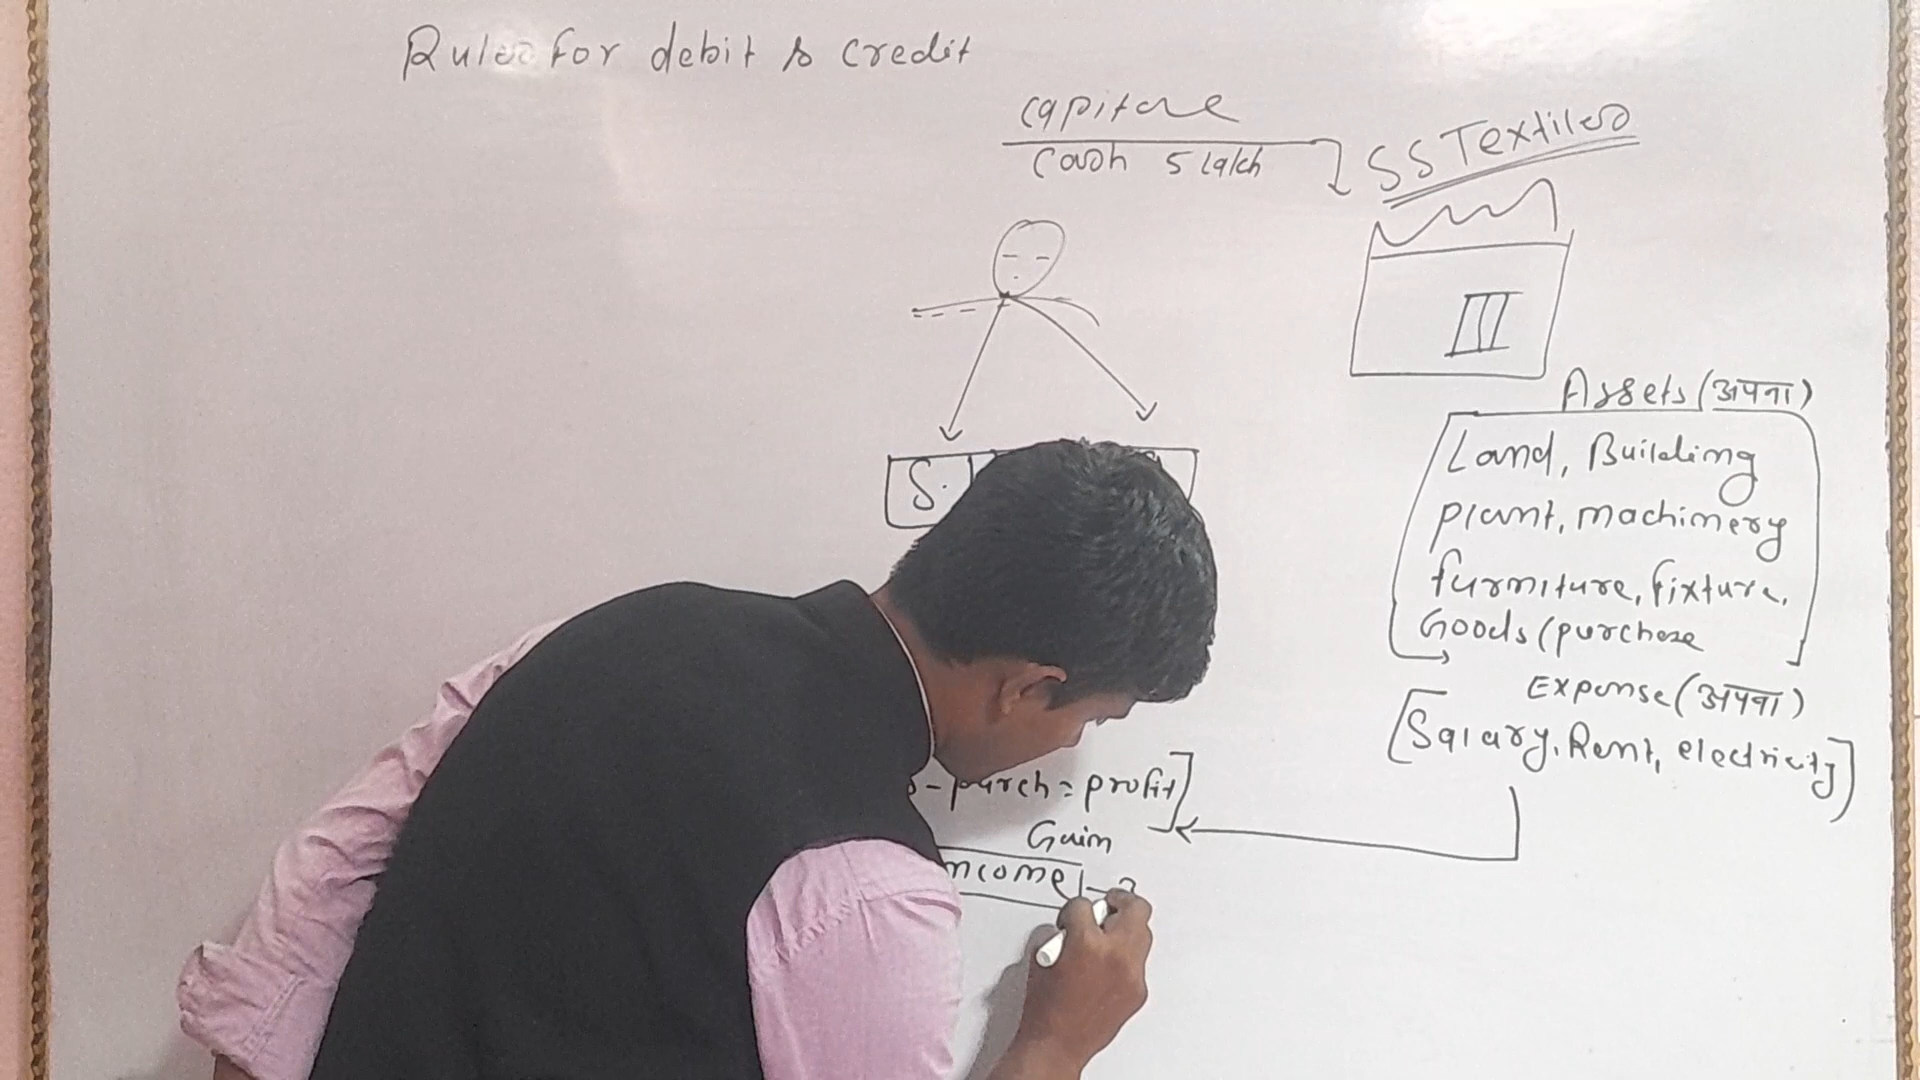 Rules for debit & credit
capital
cash 5 lakh
SS Textiles
Assets (अपना)
S.
Land, Building
plant, machinery
furniture, fixture,
Goods (purchase
Expense (अपना)
[Salary, Rent, electricity]
- purch = profit]
Gain
ncome